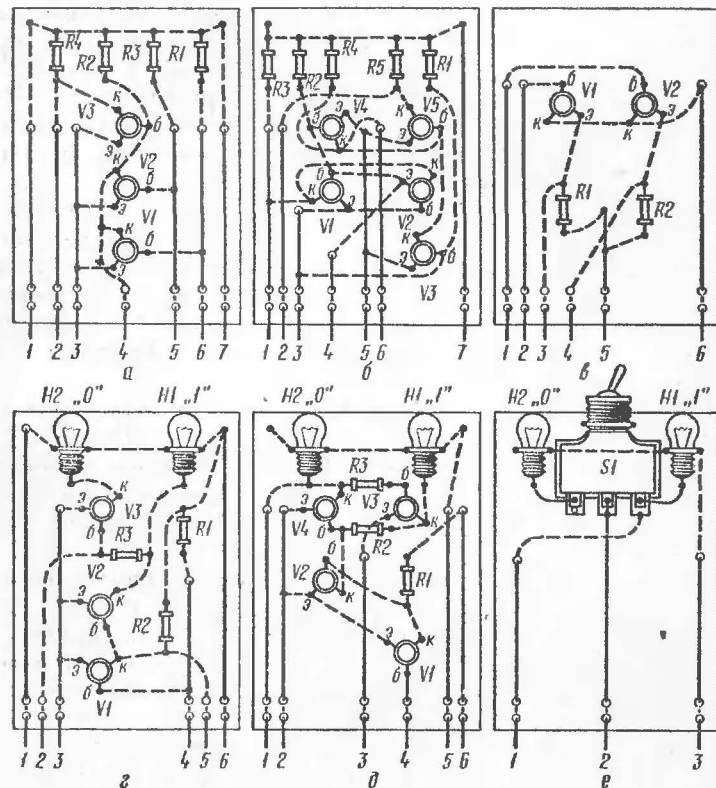 R4 R3 R1
R2
V3 к б
э
к V2
б
э V1
к
э б
1 2 3 4 5 6 7
а
R4
R3 R2 R5 R1
э э V4 к V5
к э б
б к
к э э б
V1 V2
к б
э
V3
1 2 3 4 5 6 7
б
б б
V1 V2
к э к э
R1 R2
1 2 3 4 5 6
в
H2 „0" H1 „1"
к
э V3
б R3 R1
V2
э к
б R2
э к
б
V1
1 2 3 4 5 6
г
H2 „0" H1 „1"
R3
э к V3 б
V4 э к
б R2
б
V2 R1
э к
э к
б V1
1 2 3 4 5 6
д
H2 „0" H1 „1"
S1
1 2 3
е